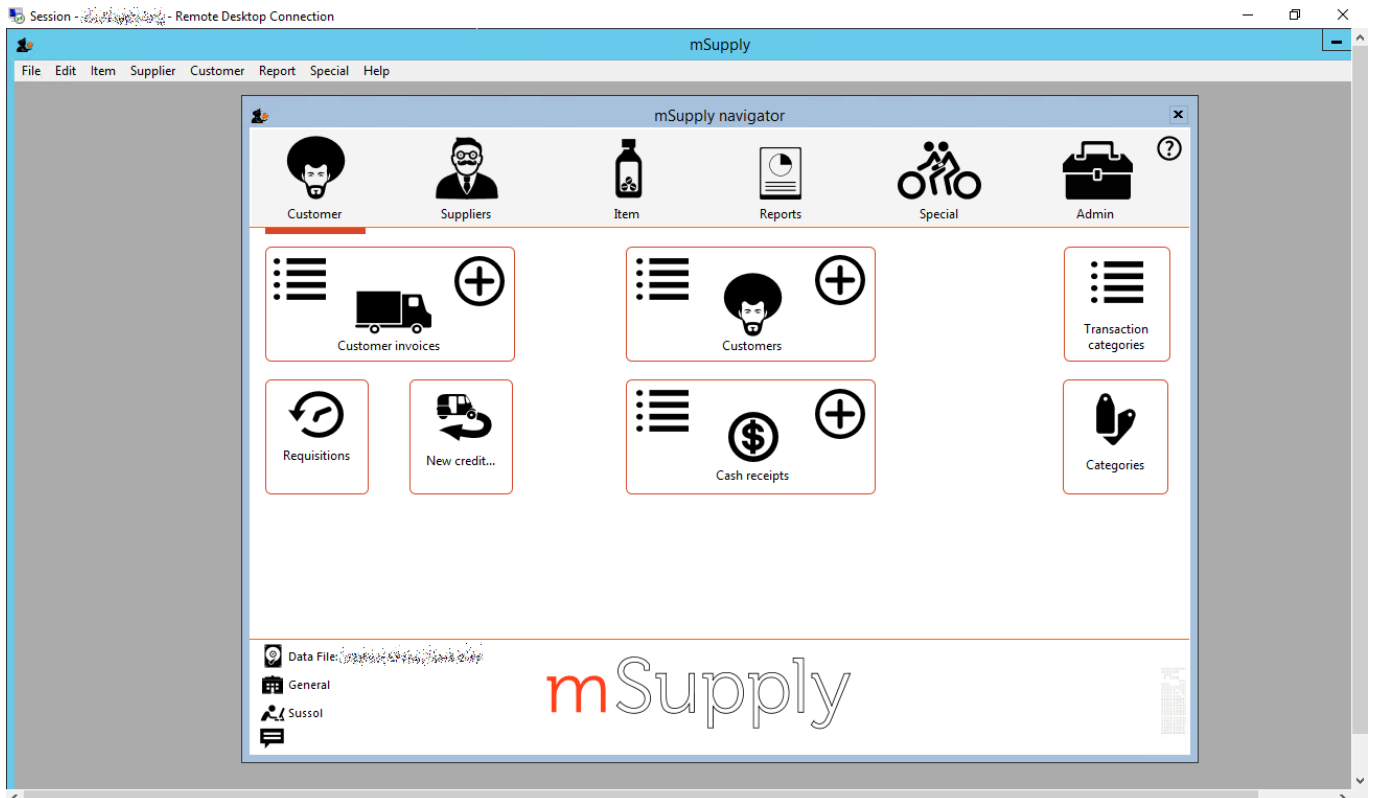 Session - - Remote Desktop Connection
mSupply
File Edit Item Supplier Customer Report Special Help
mSupply navigator
Customer Suppliers Item Reports Special Admin
Customer invoices
Customers
Transaction
categories
Requisitions
New credit...
Cash receipts
Categories
Data File:
General
Sussol
mSupply